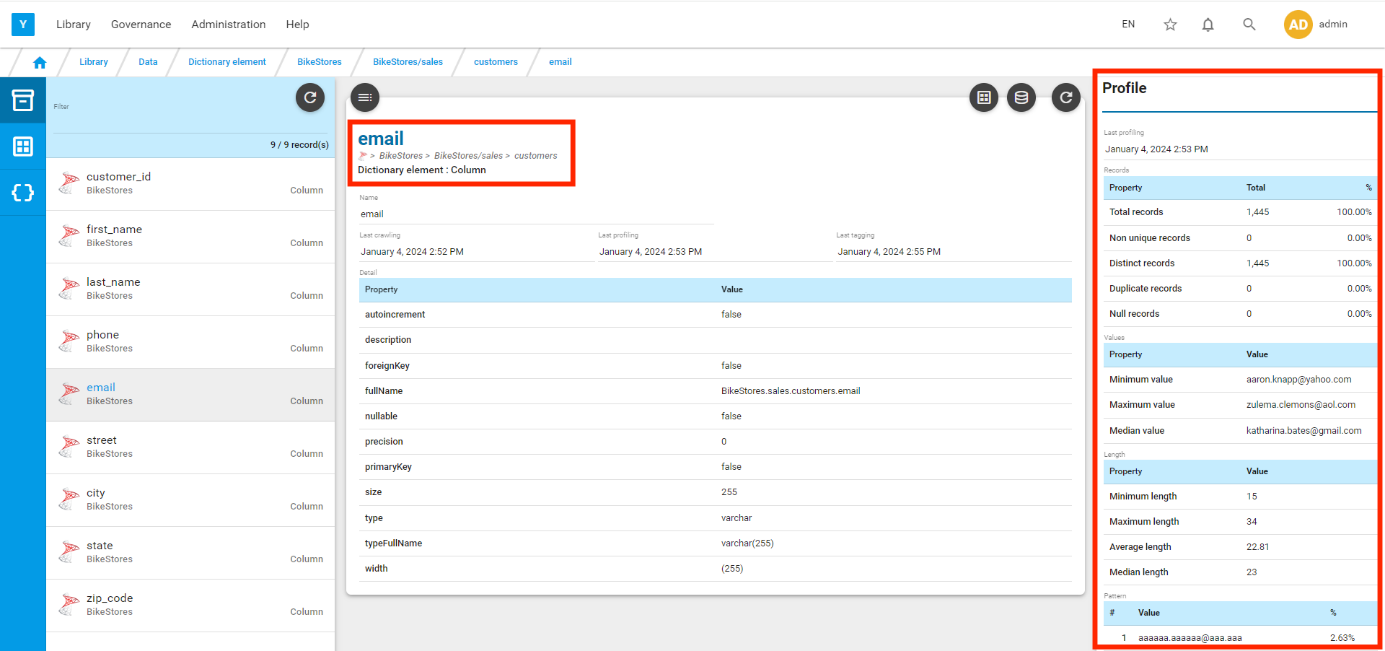 Y Library Governance Administration Help EN AD admin
Library Data Dictionary element BikeStores BikeStores/sales customers email
Filter
9 / 9 record(s)
customer_id
BikeStores Column
first_name
BikeStores Column
last_name
BikeStores Column
phone
BikeStores Column
email
BikeStores Column
street
BikeStores Column
city
BikeStores Column
state
BikeStores Column
zip_code
BikeStores Column
email
> BikeStores > BikeStores/sales > customers
Dictionary element : Column
Name
email
Last crawling Last profiling Last tagging
January 4, 2024 2:52 PM January 4, 2024 2:53 PM January 4, 2024 2:55 PM
Detail
Property Value
autoincrement false
description
foreignKey false
fullName BikeStores.sales.customers.email
nullable false
precision 0
primaryKey false
size 255
type varchar
typeFullName varchar(255)
width (255)
Profile
Last profiling
January 4, 2024 2:53 PM
Records
Property Total %
Total records 1,445 100.00%
Non unique records 0 0.00%
Distinct records 1,445 100.00%
Duplicate records 0 0.00%
Null records 0 0.00%
Values
Property Value
Minimum value aaron.knapp@yahoo.com
Maximum value zulema.clemons@aol.com
Median value katharina.bates@gmail.com
Length
Property Value
Minimum length 15
Maximum length 34
Average length 22.81
Median length 23
Pattern
# Value %
1 aaaaaa.aaaaaa@aaa.aaa 2.63%